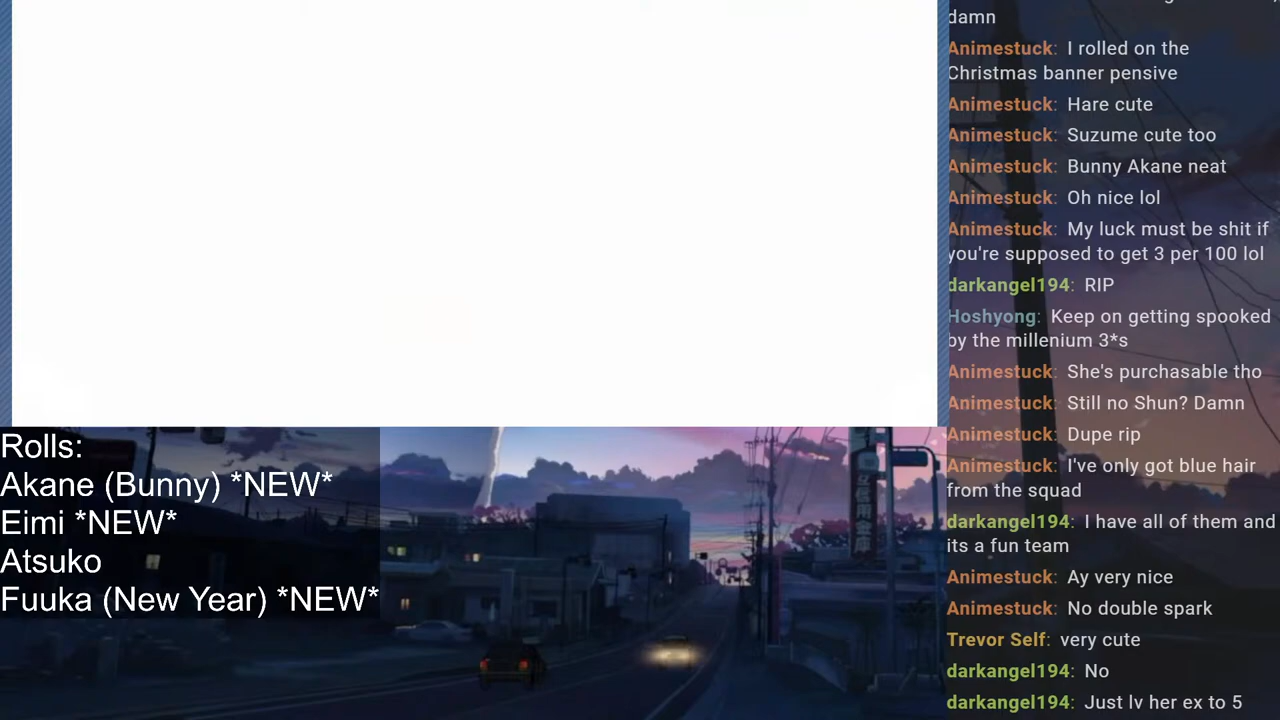 damn
Animestuck: I rolled on the
Christmas banner pensive
Animestuck: Hare cute
Animestuck: Suzume cute too
Animestuck: Bunny Akane neat
Animestuck: Oh nice lol
Animestuck: My luck must be shit if
you're supposed to get 3 per 100 lol
darkangel194: RIP
Hoshyong: Keep on getting spooked
by the millenium 3*s
Animestuck: She's purchasable tho
Animestuck: Still no Shun? Damn
Animestuck: Dupe rip
Animestuck: I've only got blue hair
from the squad
darkangel194: I have all of them and
its a fun team
Animestuck: Ay very nice
Animestuck: No double spark
Trevor Self: very cute
darkangel194: No
darkangel194: Just lv her ex to 5
Rolls:
Akane (Bunny) *NEW*
Eimi *NEW*
Atsuko
Fuuka (New Year) *NEW*